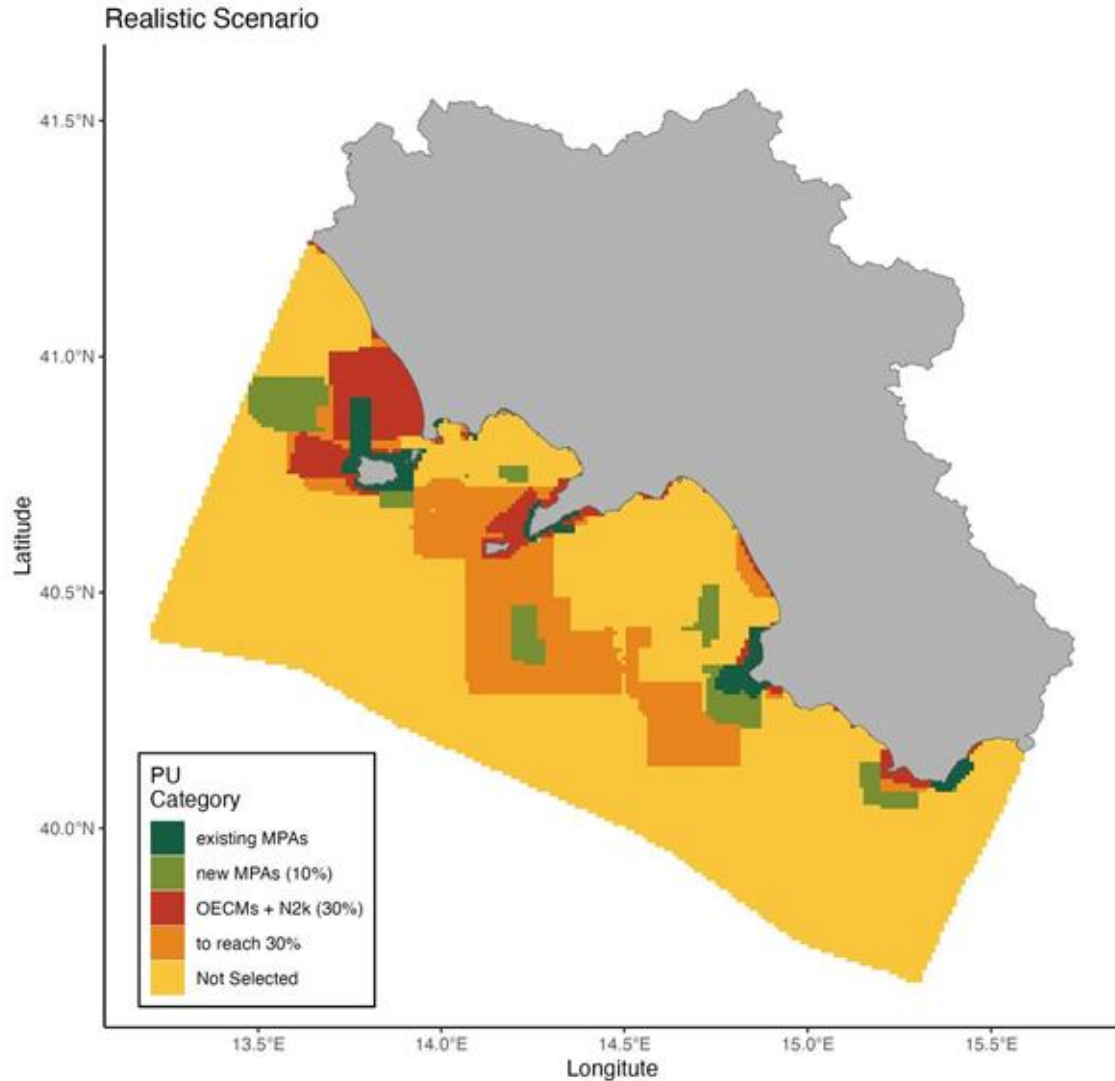 Realistic Scenario
41.5°N
41.0°N
40.5°N
40.0°N
Latitude
PU
Category
existing MPAs
new MPAs (10%)
OECMs + N2k (30%)
to reach 30%
Not Selected
13.5°E
14.0°E
14.5°E
15.0°E
15.5°E
Longitute